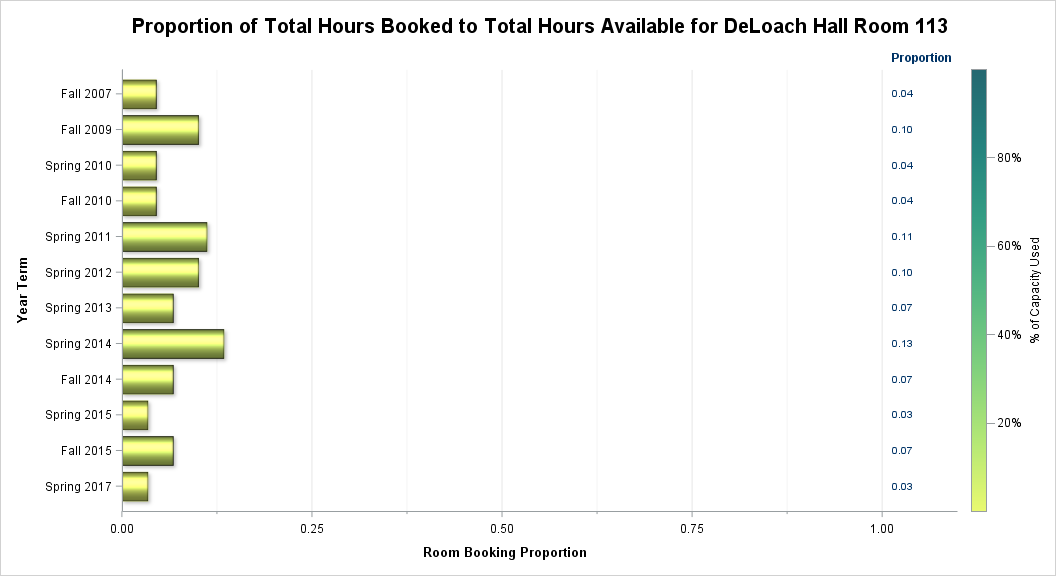 Proportion of Total Hours Booked to Total Hours Available for DeLoach Hall Room 113
Proportion
Fall 2007 0.04
Fall 2009 0.10
Spring 2010 0.04
Fall 2010 0.04
Spring 2011 0.11
Spring 2012 0.10
Spring 2013 0.07
Spring 2014 0.13
Fall 2014 0.07
Spring 2015 0.03
Fall 2015 0.07
Spring 2017 0.03
Year Term
0.00 0.25 0.50 0.75 1.00
Room Booking Proportion
80%
60%
40%
20%
% of Capacity Used